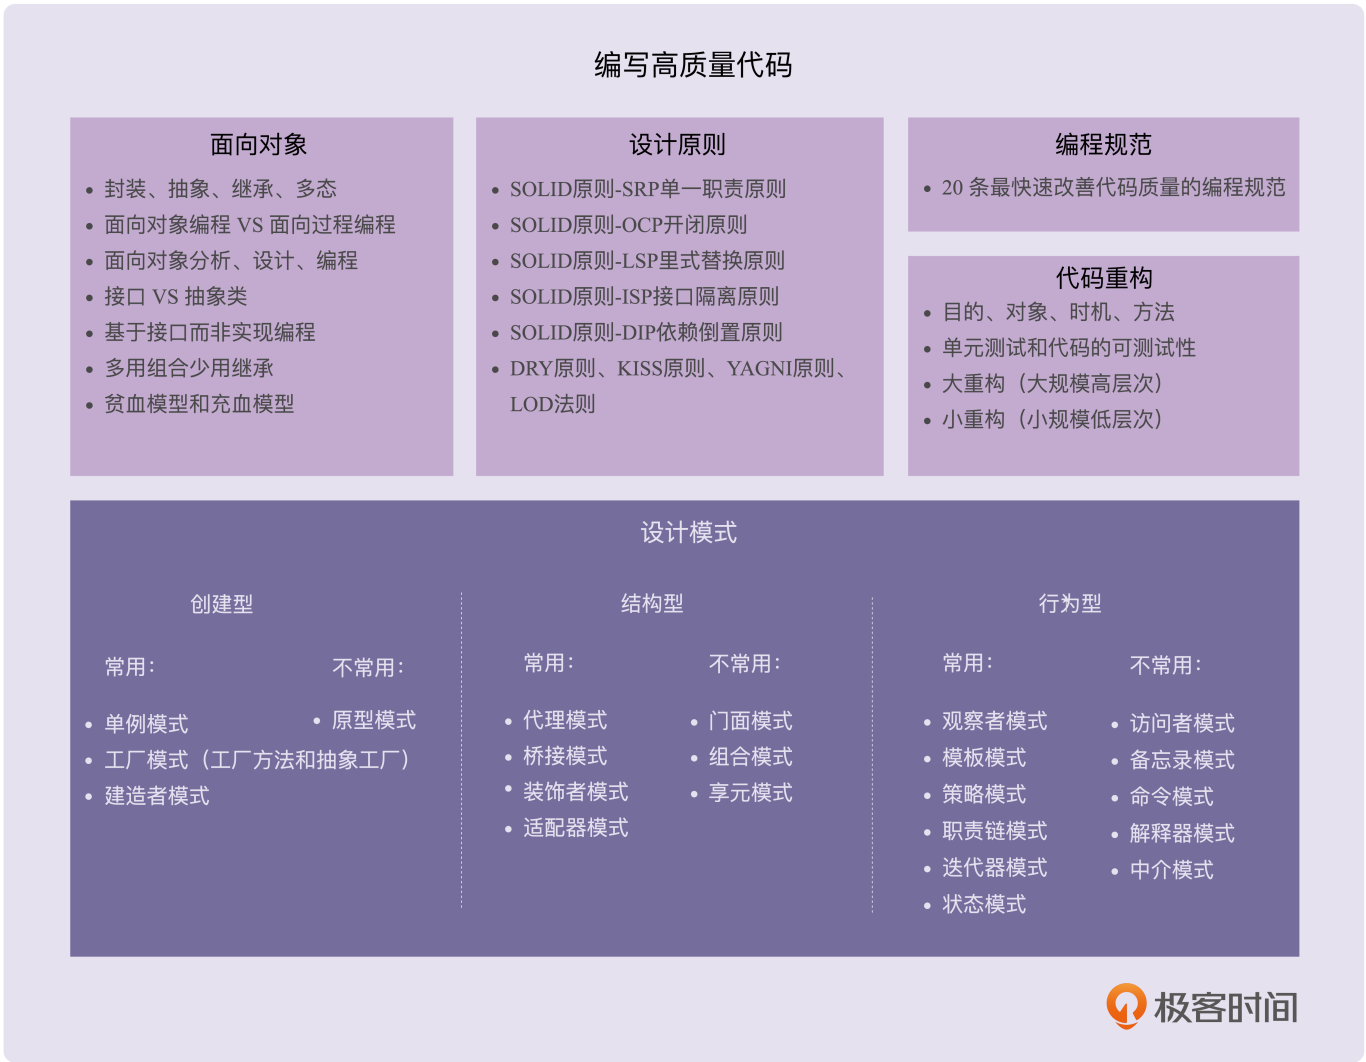 编写高质量代码
面向对象
• 封装、抽象、继承、多态
• 面向对象编程 VS 面向过程编程
• 面向对象分析、设计、编程
• 接口 VS 抽象类
• 基于接口而非实现编程
• 多用组合少用继承
• 贫血模型和充血模型
设计原则
• SOLID原则-SRP单一职责原则
• SOLID原则-OCP开闭原则
• SOLID原则-LSP里式替换原则
• SOLID原则-ISP接口隔离原则
• SOLID原则-DIP依赖倒置原则
• DRY原则、KISS原则、YAGNI原则、
LOD法则
编程规范
• 20 条最快速改善代码质量的编程规范
代码重构
• 目的、对象、时机、方法
• 单元测试和代码的可测试性
• 大重构（大规模高层次）
• 小重构（小规模低层次）
设计模式
创建型
常用：
• 单例模式
• 工厂模式（工厂方法和抽象工厂）
• 建造者模式
不常用：
• 原型模式
结构型
常用：
• 代理模式
• 桥接模式
• 装饰者模式
• 适配器模式
不常用：
• 门面模式
• 组合模式
• 享元模式
行为型
常用：
• 观察者模式
• 模板模式
• 策略模式
• 职责链模式
• 迭代器模式
• 状态模式
不常用：
• 访问者模式
• 备忘录模式
• 命令模式
• 解释器模式
• 中介模式
极客时间